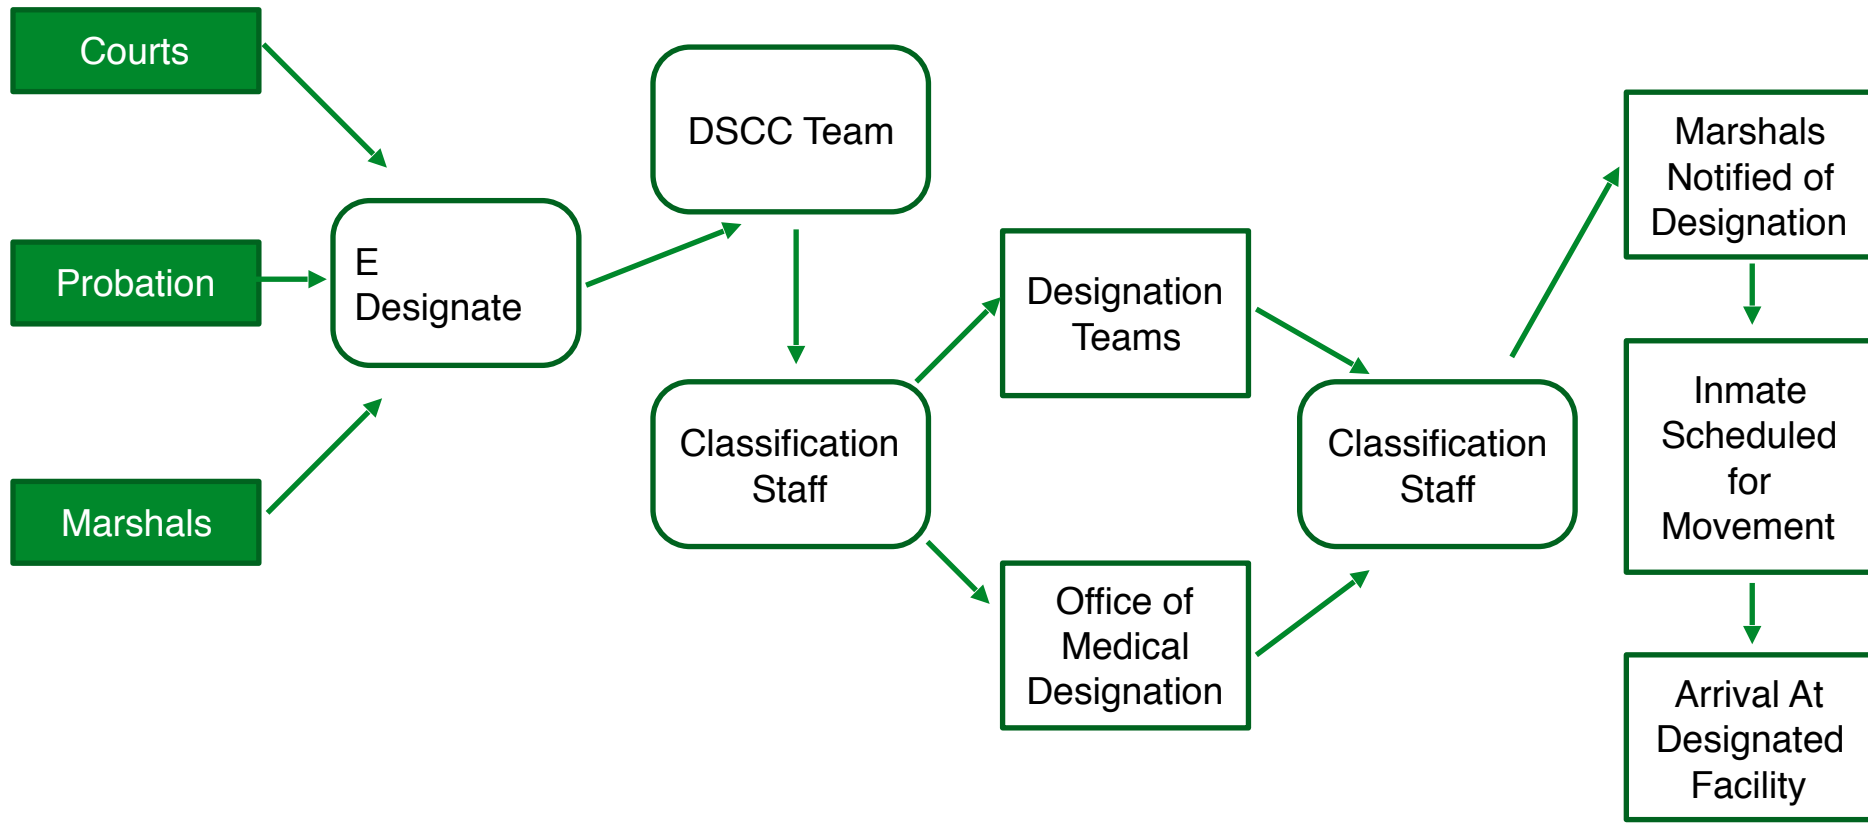 Courts
Probation
Marshals
E
Designate
DSCC Team
Classification
Staff
Designation
Teams
Office of
Medical
Designation
Classification
Staff
Marshals
Notified of
Designation
Inmate
Scheduled
for
Movement
Arrival At
Designated
Facility